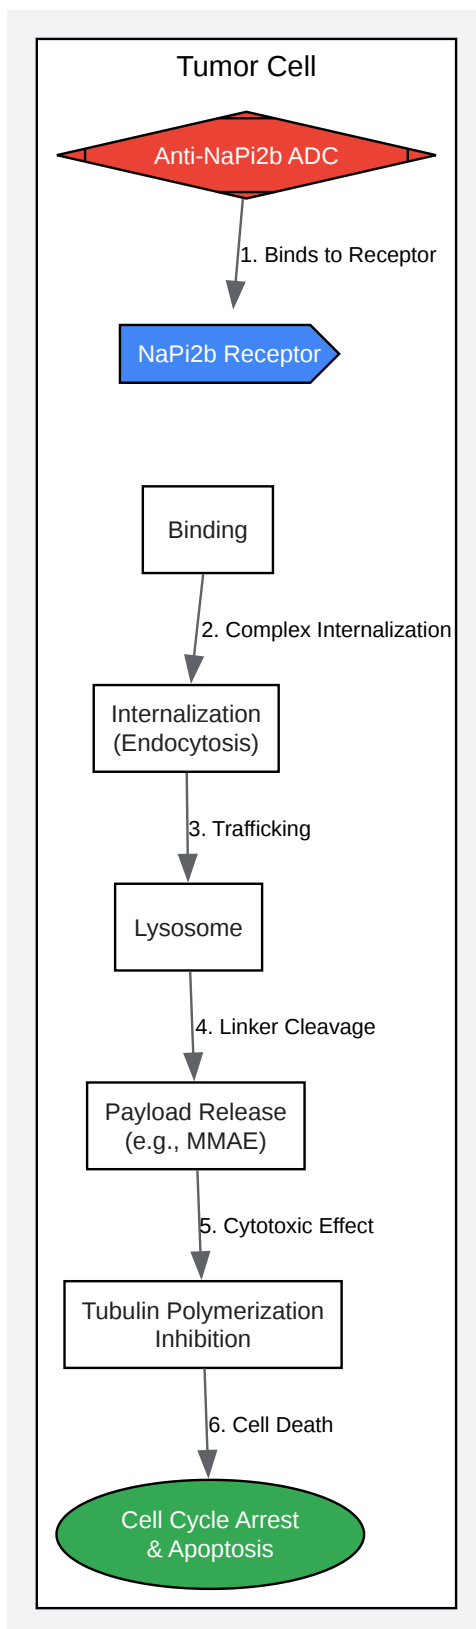 Tumor Cell
Anti-NaPi2b ADC
1. Binds to Receptor
NaPi2b Receptor
Binding
2. Complex Internalization
Internalization
(Endocytosis)
3. Trafficking
Lysosome
4. Linker Cleavage
Payload Release
(e.g., MMAE)
5. Cytotoxic Effect
Tubulin Polymerization
Inhibition
6. Cell Death
Cell Cycle Arrest
& Apoptosis